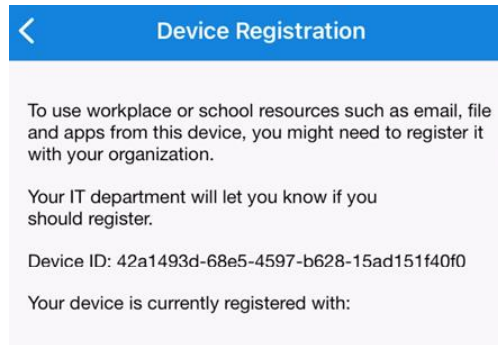 Device Registration
To use workplace or school resources such as email, file
and apps from this device, you might need to register it
with your organization.
Your IT department will let you know if you
should register.
Device ID: 42a1493d-68e5-4597-b628-15ad151f40f0
Your device is currently registered with: